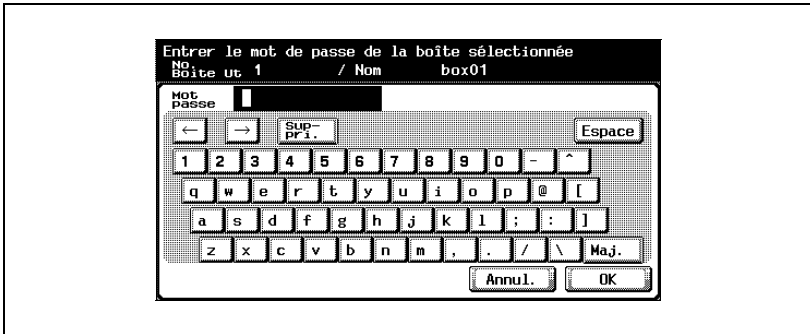 Entrer le mot de passe de la boîte sélectionnée
No. Boîte Ut 1 / Nom box01
Mot passe
← → Sup-pri. Espace
1 2 3 4 5 6 7 8 9 0 - ^
q w e r t y u i o p @ [
a s d f g h j k l ; : ]
z x c v b n m , . / \ Maj.
Annul. OK